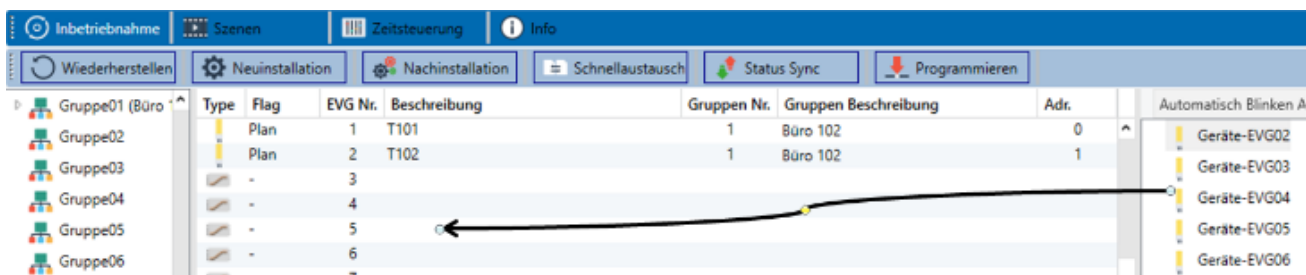 Inbetriebnahme Szenen Zeitsteuerung Info
Wiederherstellen Neuinstallation Nachinstallation Schnellaustausch Status Sync Programmieren
Gruppe01 (Büro Type Flag EVG Nr. Beschreibung Gruppen Nr. Gruppen Beschreibung Adr. Automatisch Blinken A
Plan 1 T101 1 Büro 102 0 Geräte-EVG02
Gruppe02
Plan 2 T102 1 Büro 102 1 Geräte-EVG03
Gruppe03
- 3
Gruppe04 - 4 Geräte-EVG04
Gruppe05 - 5 Geräte-EVG05
Gruppe06 - 6 Geräte-EVG06